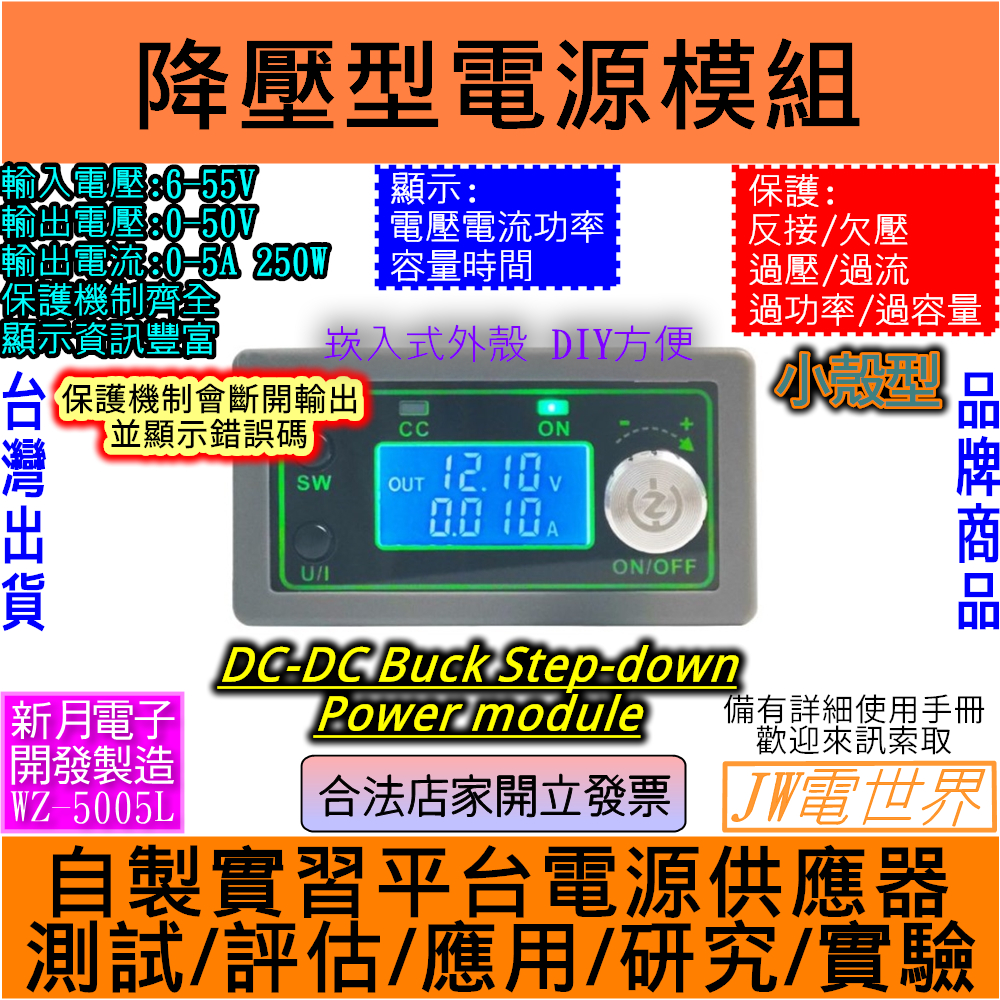 降壓型電源模組
輸入電壓:6-55V
輸出電壓:0-50V
輸出電流:0-5A 250W
保護機制齊全
顯示資訊豐富
顯示:
電壓電流功率
容量時間
保護:
反接/欠壓
過壓/過流
過功率/過容量
崁入式外殼 DIY方便
小殼型
台灣出貨
保護機制會斷開輸出
並顯示錯誤碼
品牌商品
CC
ON
- +
SW
OUT 12.10 V
0.010 A
U/I
ON/OFF
DC-DC Buck Step-down
Power module
新月電子
開發製造
WZ-5005L
備有詳細使用手冊
歡迎來訊索取
合法店家開立發票
JW電世界
自製實習平台電源供應器
測試/評估/應用/研究/實驗